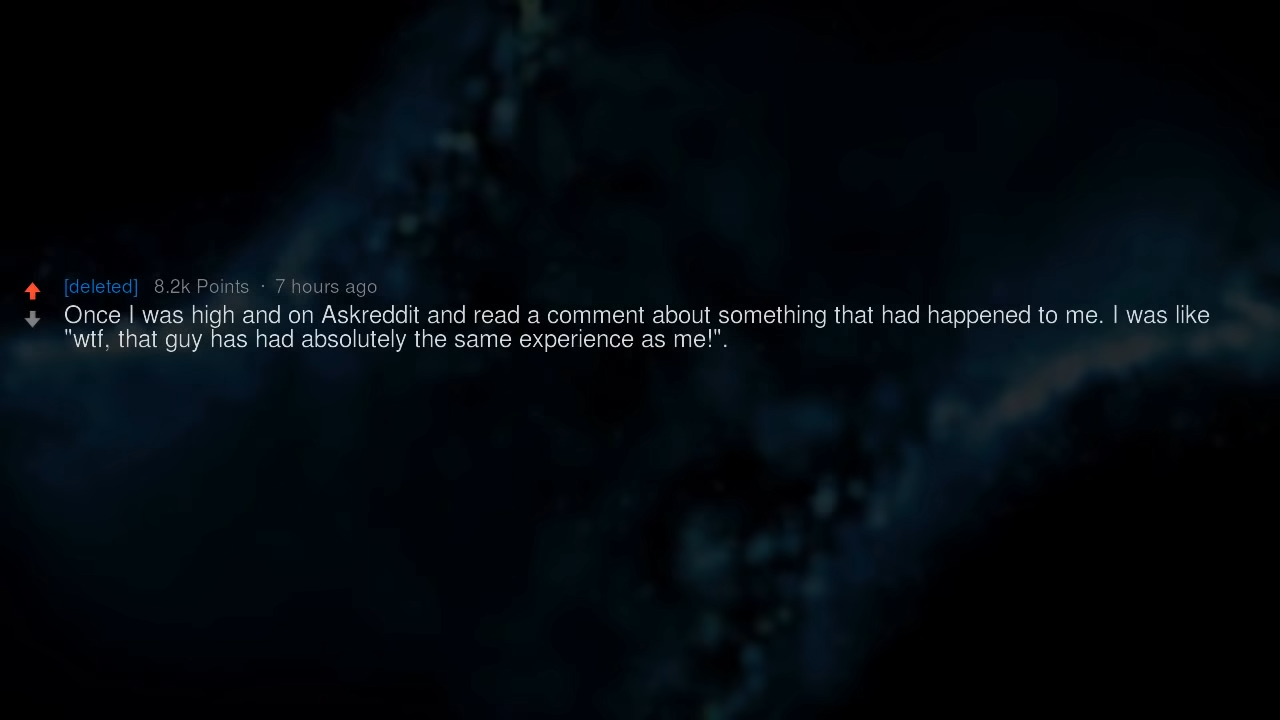 [deleted] 8.2k Points · 7 hours ago
Once I was high and on Askreddit and read a comment about something that had happened to me. I was like
"wtf, that guy has had absolutely the same experience as me!".